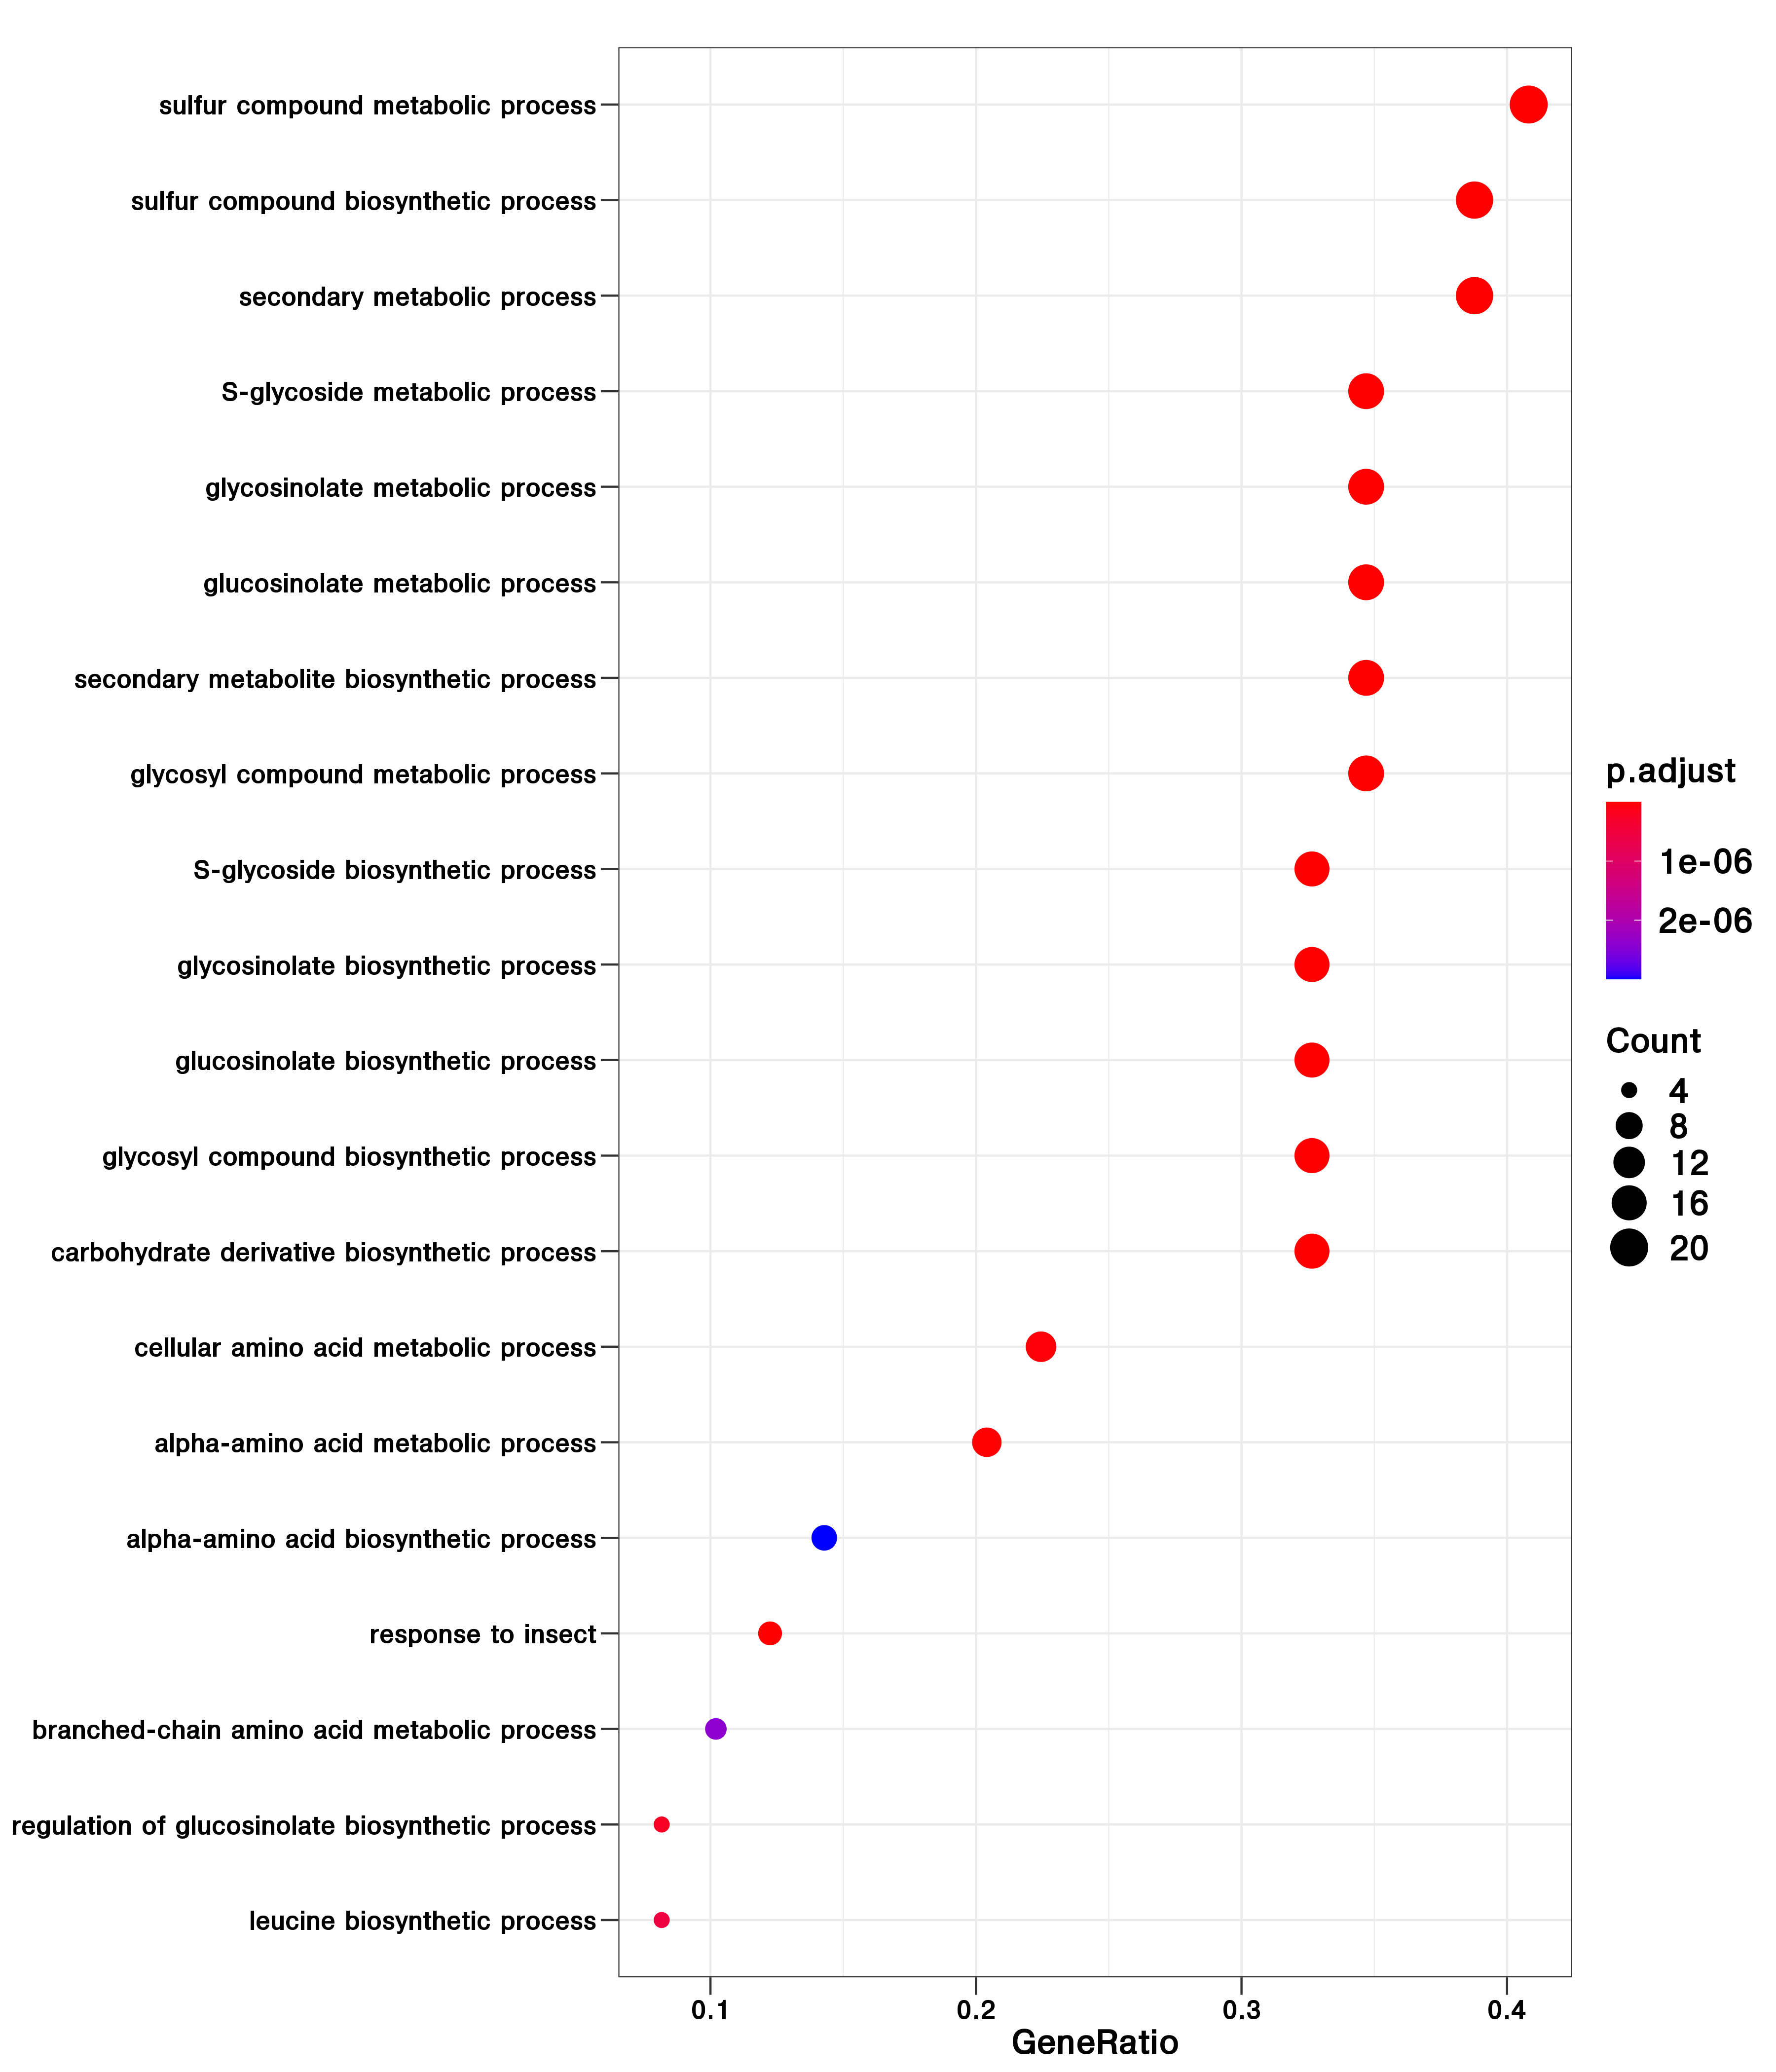 sulfur compound metabolic process
sulfur compound biosynthetic process
secondary metabolic process
S-glycoside metabolic process
glycosinolate metabolic process
glucosinolate metabolic process
secondary metabolite biosynthetic process
glycosyl compound metabolic process
S-glycoside biosynthetic process
glycosinolate biosynthetic process
glucosinolate biosynthetic process
glycosyl compound biosynthetic process
carbohydrate derivative biosynthetic process
cellular amino acid metabolic process
alpha-amino acid metabolic process
alpha-amino acid biosynthetic process
response to insect
branched-chain amino acid metabolic process
regulation of glucosinolate biosynthetic process
leucine biosynthetic process
0.1 0.2 0.3 0.4
GeneRatio
p.adjust
1e-06
2e-06
Count
4
8
12
16
20